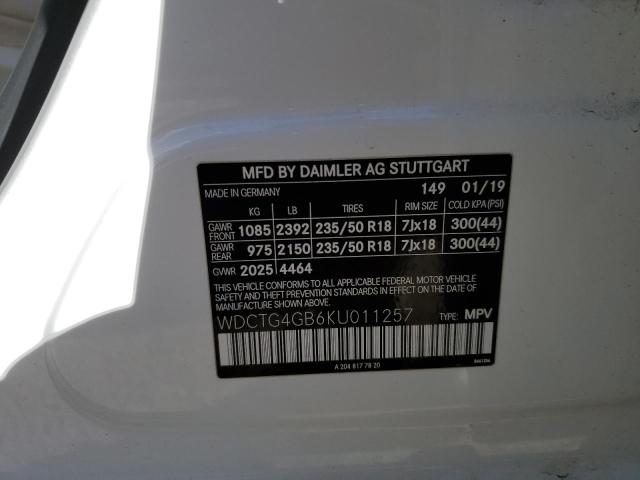 MFD BY DAIMLER AG STUTTGART
MADE IN GERMANY 149 01/19
KG LB TIRES RIM SIZE COLD KPA (PSI)
GAWR FRONT 1085 2392 235/50 R18 7Jx18 300(44)
GAWR REAR 975 2150 235/50 R18 7Jx18 300(44)
GVWR 2025 4464
THIS VEHICLE CONFORMS TO ALL APPLICABLE FEDERAL MOTOR VEHICLE
SAFETY, BUMPER, AND THEFT PREVENTION STANDARDS IN EFFECT ON THE DATE OF
MANUFACTURE SHOWN ABOVE.
WDCTG4GB6KU011257 TYPE: MPV
A 204 817 78 20